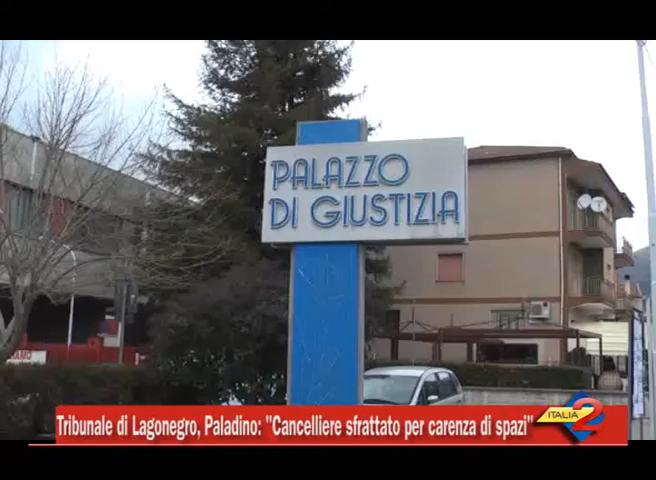 PALAZZO
DI GIUSTIZIA
Tribunale di Lagonegro, Paladino: "Cancelliere sfrattato per carenza di spazi"
ITALIA
2